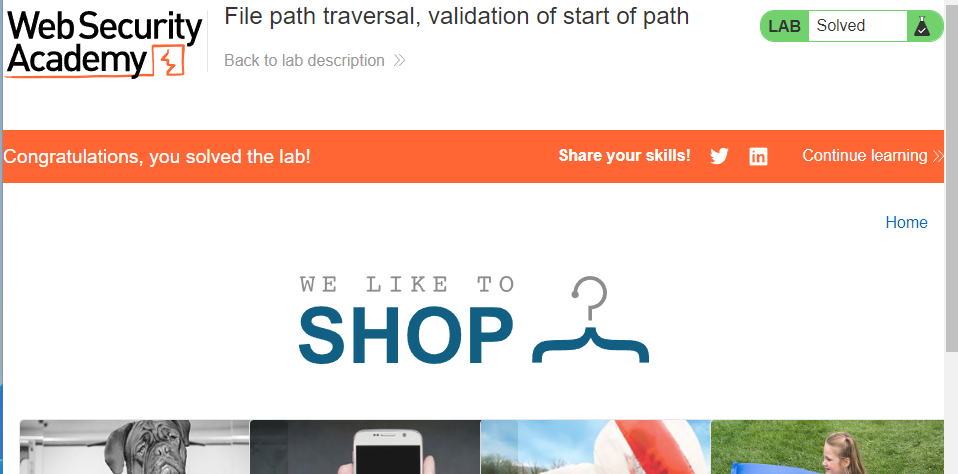 Web Security
Academy
File path traversal, validation of start of path
Back to lab description
LAB Solved
Congratulations, you solved the lab!
Share your skills!
Continue learning
Home
WE LIKE TO
SHOP